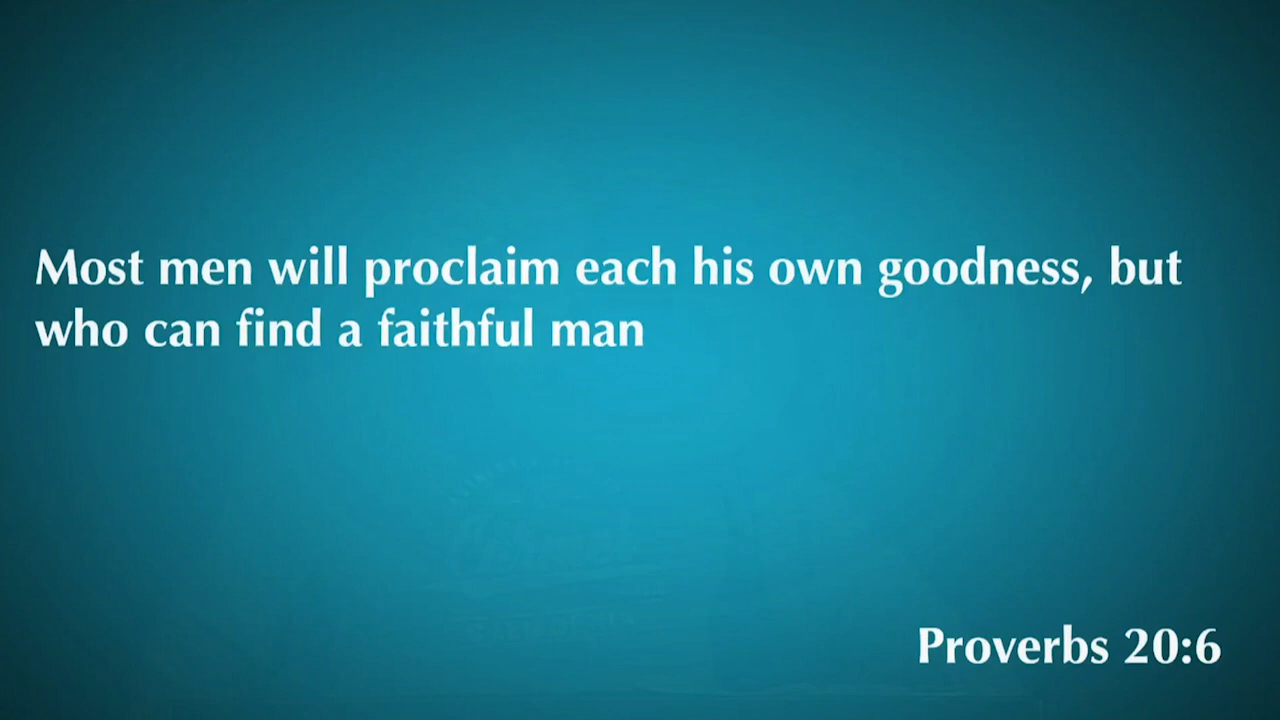 Most men will proclaim each his own goodness, but
who can find a faithful man
Proverbs 20:6